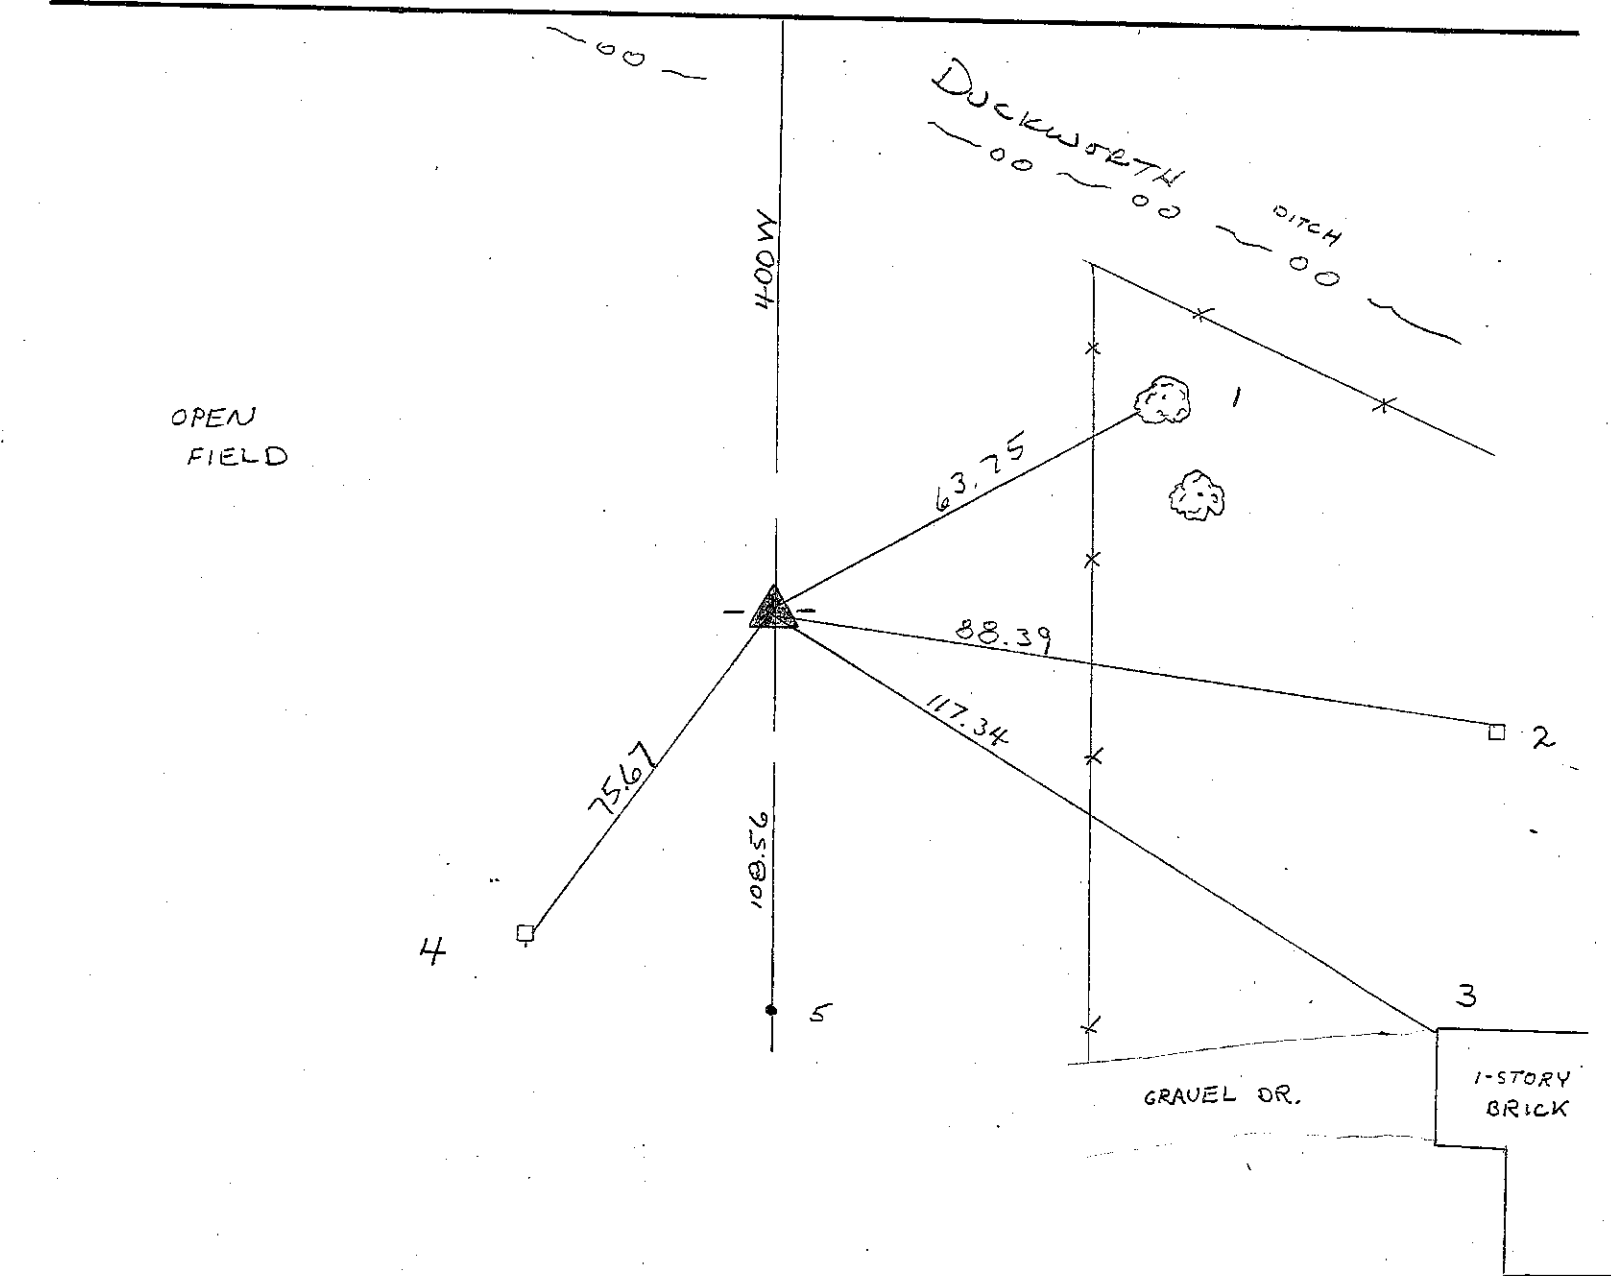 DUCKWORTH
DITCH
400W
OPEN
FIELD
1
63.75
88.39
2
117.34
75.67
108.56
4
5
3
1-STORY
BRICK
GRAVEL DR.